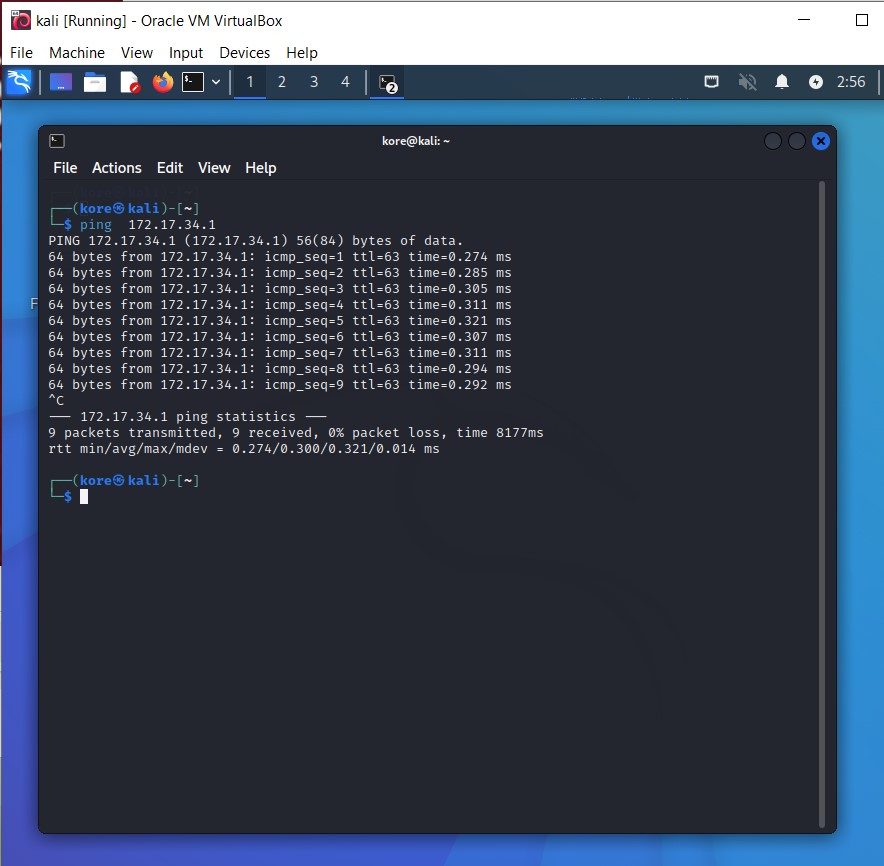 kali [Running] - Oracle VM VirtualBox
File Machine View Input Devices Help
1 2 3 4 2 2:56
kore@kali: ~
File Actions Edit View Help
┌──(kore㉿kali)-[~]
└─$ ping  172.17.34.1
PING 172.17.34.1 (172.17.34.1) 56(84) bytes of data.
64 bytes from 172.17.34.1: icmp_seq=1 ttl=63 time=0.274 ms
64 bytes from 172.17.34.1: icmp_seq=2 ttl=63 time=0.285 ms
64 bytes from 172.17.34.1: icmp_seq=3 ttl=63 time=0.305 ms
64 bytes from 172.17.34.1: icmp_seq=4 ttl=63 time=0.311 ms
64 bytes from 172.17.34.1: icmp_seq=5 ttl=63 time=0.321 ms
64 bytes from 172.17.34.1: icmp_seq=6 ttl=63 time=0.307 ms
64 bytes from 172.17.34.1: icmp_seq=7 ttl=63 time=0.311 ms
64 bytes from 172.17.34.1: icmp_seq=8 ttl=63 time=0.294 ms
64 bytes from 172.17.34.1: icmp_seq=9 ttl=63 time=0.292 ms
^C
--- 172.17.34.1 ping statistics ---
9 packets transmitted, 9 received, 0% packet loss, time 8177ms
rtt min/avg/max/mdev = 0.274/0.300/0.321/0.014 ms
┌──(kore㉿kali)-[~]
└─$